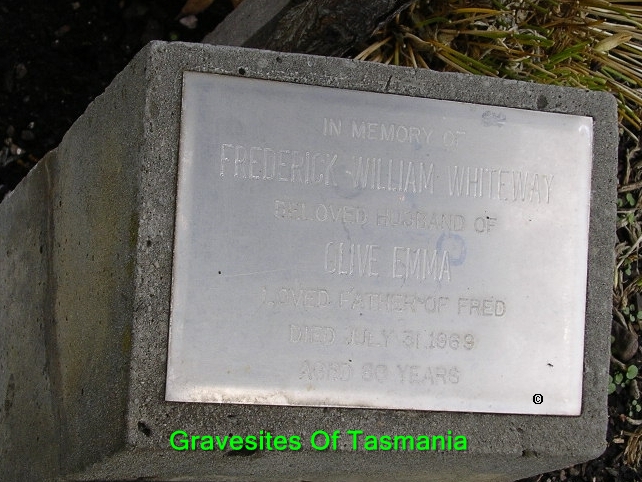 IN MEMORY OF
FREDERICK WILLIAM WHITEWAY
BELOVED HUSBAND OF
OLIVE EMMA
LOVED FATHER OF FRED
DIED JULY 31 1969
AGED YEARS
©
Gravesites Of Tasmania